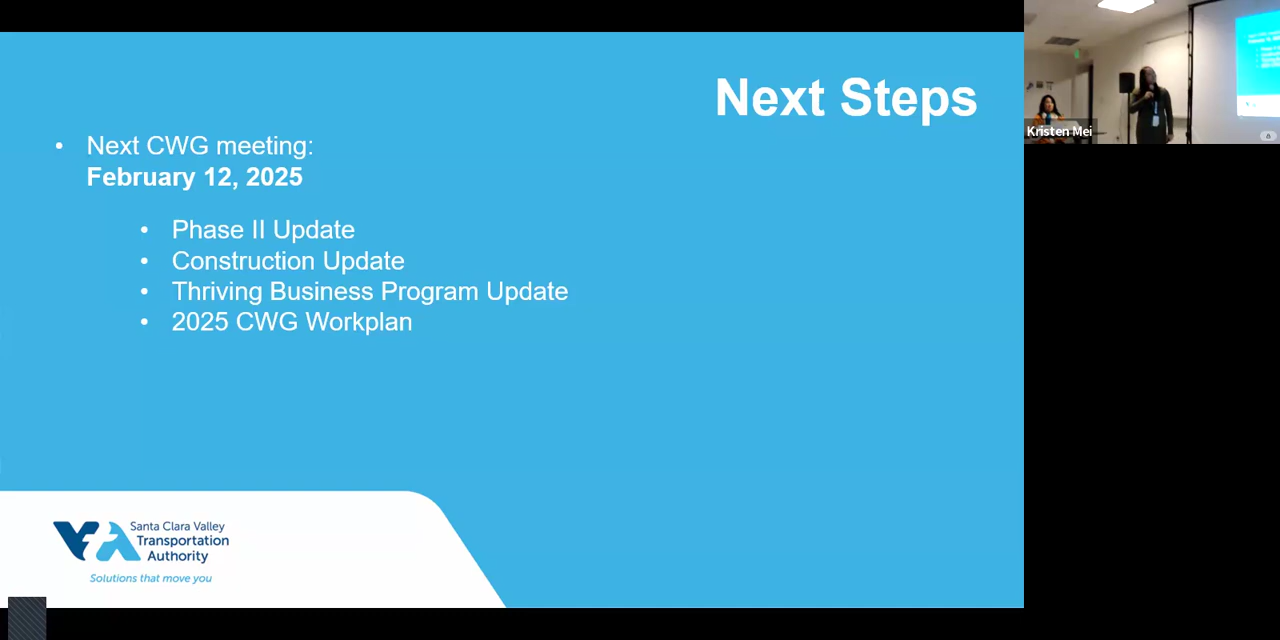 Next Steps
• Next CWG meeting:
February 12, 2025
• Phase II Update
• Construction Update
• Thriving Business Program Update
• 2025 CWG Workplan
VTA Santa Clara Valley
Transportation
Authority
Solutions that move you
Kristen Mei